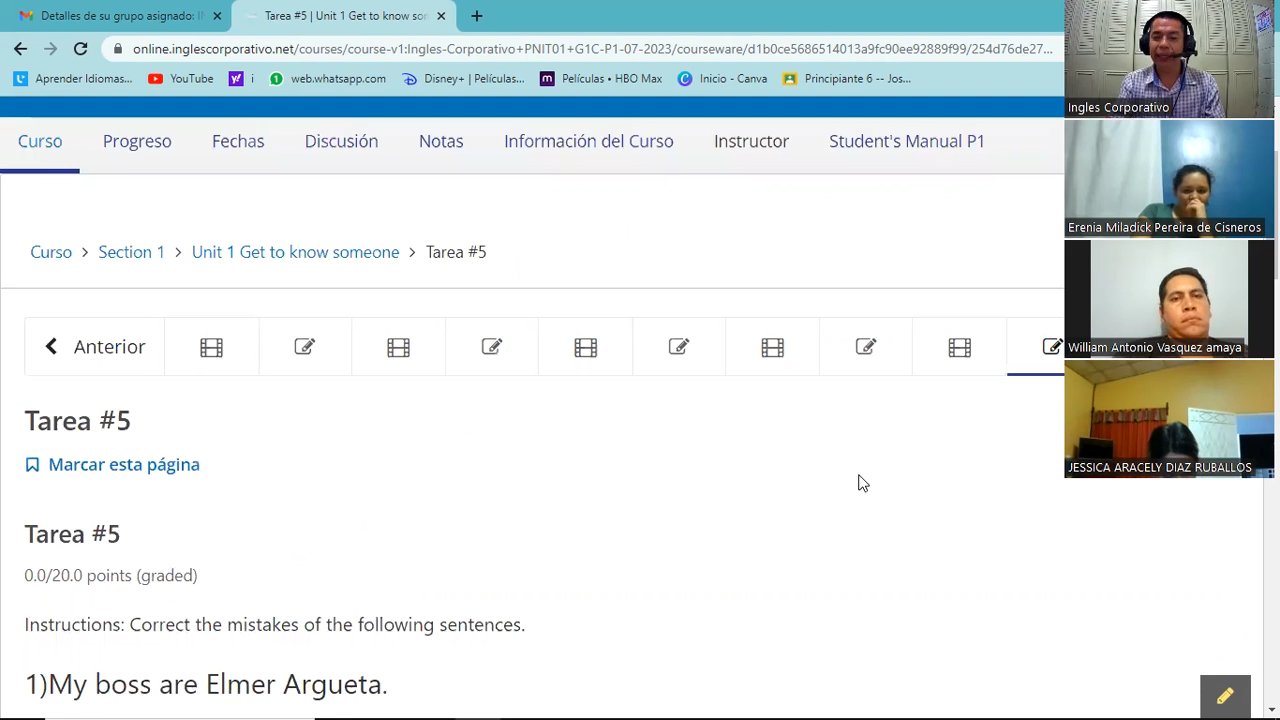 Detalles de su grupo asignado: I
Tarea #5 | Unit 1 Get to know so
online.inglescorporativo.net/courses/course-v1:Ingles-Corporativo+PNIT01+G1C-P1-07-2023/courseware/d1b0ce5686514b13a9fc90ee92889f99/254d76de27...
Aprender Idiomas... YouTube i web.whatsapp.com Disney+ | Películas... Películas • HBO Max Inicio - Canva Principiante 6 -- Jos...
Curso Progreso Fechas Discusión Notas Información del Curso Instructor Student's Manual P1
Curso > Section 1 > Unit 1 Get to know someone > Tarea #5
Anterior
Tarea #5
Marcar esta página
Tarea #5
0.0/20.0 points (graded)
Instructions: Correct the mistakes of the following sentences.
1)My boss are Elmer Argueta.
Ingles Corporativo
Erenia Miladick Pereira de Cisneros
William Antonio Vasquez amaya
JESSICA ARACELY DIAZ RUBALLOS